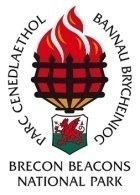 PARC CENEDLAETHOL
BANNAU BRYCHEINIOG
BRECON BEACONS
NATIONAL PARK